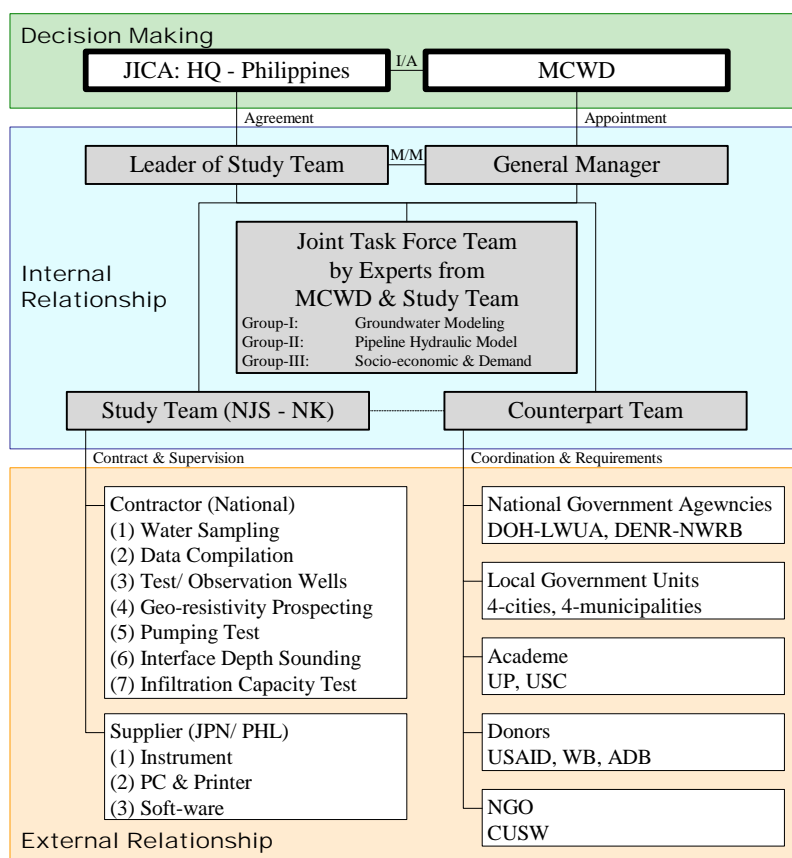 Decision Making
JICA: HQ - Philippines
I/A
MCWD
Agreement
Appointment
Leader of Study Team
M/M
General Manager
Joint Task Force Team
by Experts from
MCWD & Study Team
Group-I: Groundwater Modeling
Group-II: Pipeline Hydraulic Model
Group-III: Socio-economic & Demand
Internal
Relationship
Study Team (NJS - NK)
Counterpart Team
Contract & Supervision
Coordination & Requirements
Contractor (National)
(1) Water Sampling
(2) Data Compilation
(3) Test/ Observation Wells
(4) Geo-resistivity Prospecting
(5) Pumping Test
(6) Interface Depth Sounding
(7) Infiltration Capacity Test
Supplier (JPN/ PHL)
(1) Instrument
(2) PC & Printer
(3) Soft-ware
National Government Agewncies
DOH-LWUA, DENR-NWRB
Local Government Units
4-cities, 4-municipalities
Academe
UP, USC
Donors
USAID, WB, ADB
NGO
CUSW
External Relationship